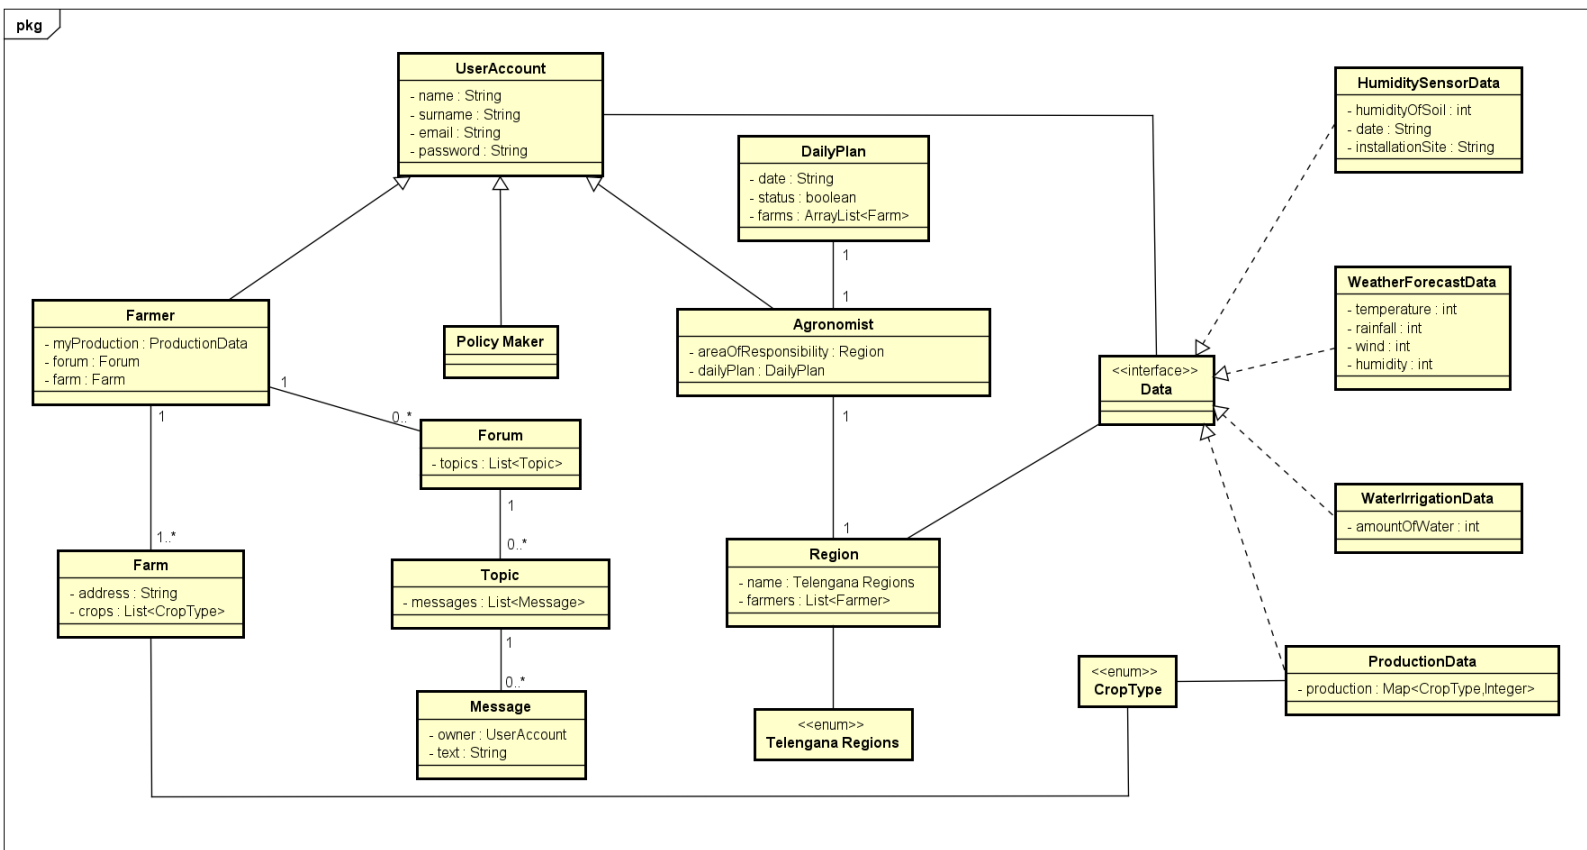 pkg
UserAccount
- name : String
- surname : String
- email : String
- password : String
HumiditySensorData
- humidityOfSoil : int
- date : String
- installationSite : String
DailyPlan
- date : String
- status : boolean
- farms : ArrayList<Farm>
1
1
WeatherForecastData
- temperature : int
- rainfall : int
- wind : int
- humidity : int
Farmer
- myProduction : ProductionData
- forum : Forum
- farm : Farm
Policy Maker
Agronomist
- areaOfResponsibility : Region
- dailyPlan : DailyPlan
<<interface>>
Data
1
0..*
1
1
Forum
- topics : List<Topic>
1
0..*
WaterIrrigationData
- amountOfWater : int
1..*
1
Farm
- address : String
- crops : List<CropType>
Topic
- messages : List<Message>
1
0..*
Region
- name : Telengana Regions
- farmers : List<Farmer>
<<enum>>
CropType
ProductionData
- production : Map<CropType,Integer>
Message
- owner : UserAccount
- text : String
<<enum>>
Telengana Regions